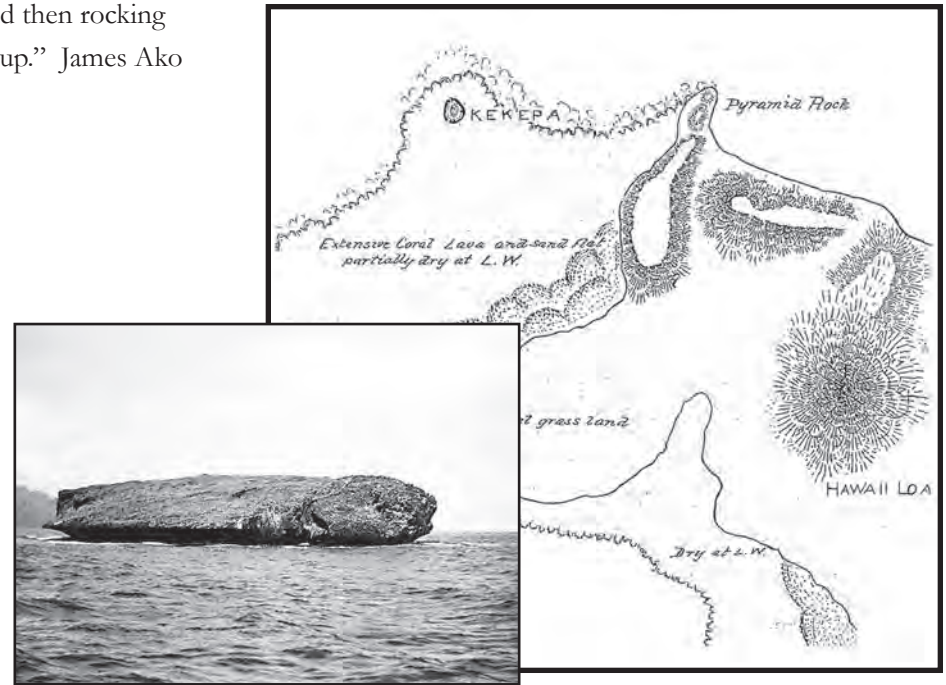 d then rocking
up.” James Ako
Pyramid Rock
KEKEPA
Extensive Coral Lava and sand flat
partially dry at L.W.
grass land
HAWAII LOA
Dry at L.W.